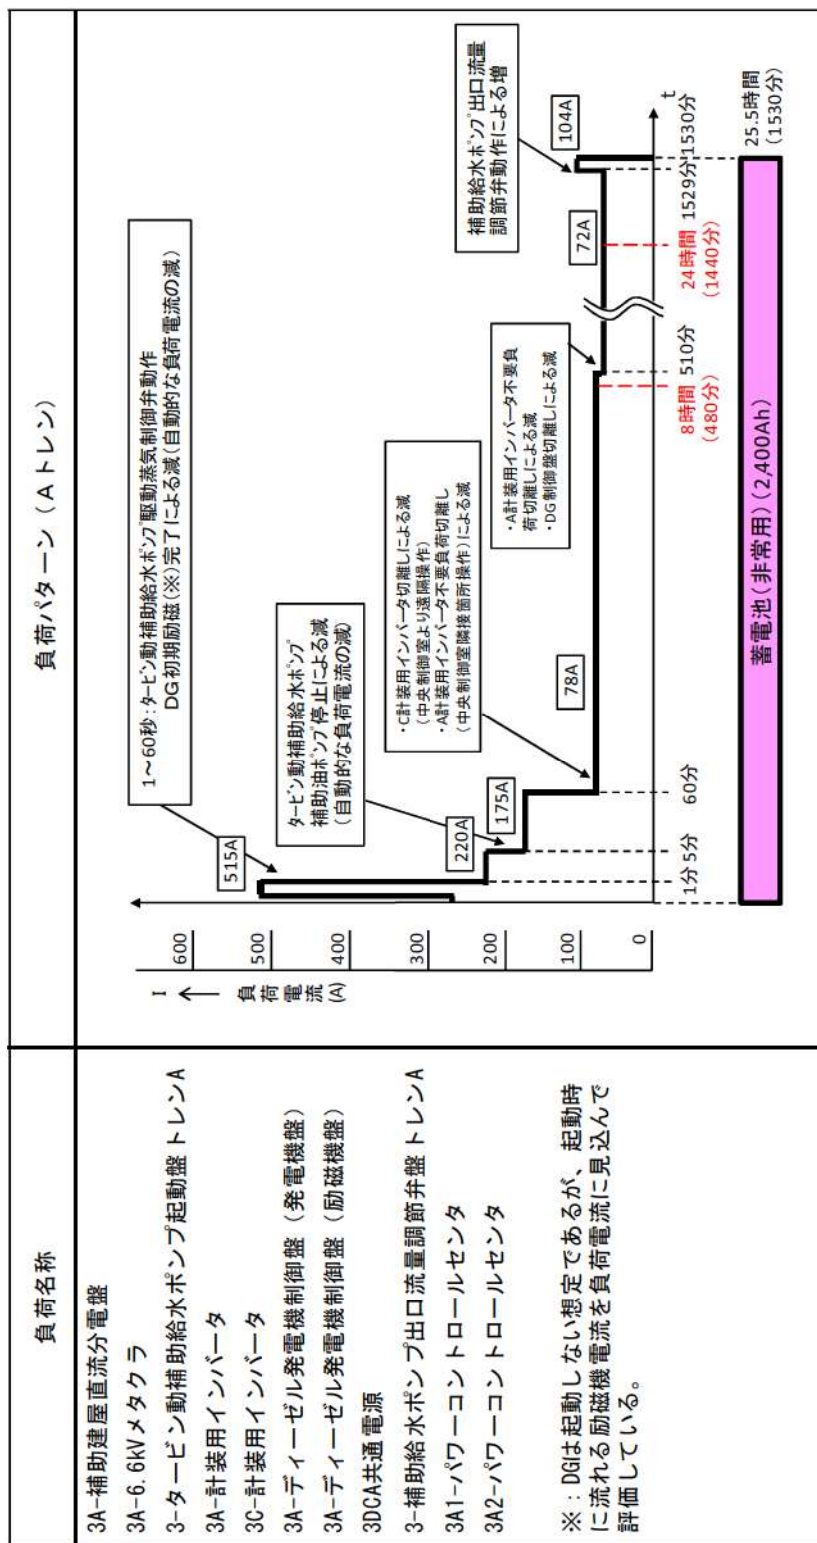 負荷名称
3A-補助建屋直流分電盤
3A-6.6kVメタクラ
3-タービン動補助給水ポンプ起動盤トレンA
3A-計装用インバータ
3C-計装用インバータ
3A-ディーゼル発電機制御盤(発電機盤)
3A-ディーゼル発電機制御盤(励磁機盤)
3DCA共通電源
3-補助給水ポンプ出口流量調節弁盤トレンA
3A1-パワーコントロールセンタ
3A2-パワーコントロールセンタ
※:DGは起動しない想定であるが、起動時
に流れる励磁機電流を負荷電流に見込んで
評価している。
負荷パターン(Aトレン)
I
負荷電流
(A)
600
500
400
300
200
100
0
1~60秒:タービン動補助給水ポンプ駆動蒸気制御弁動作
DG初期励磁(※)完了による減(自動的な負荷電流の減)
515A
タービン動補助給水ポンプ
補助油ポンプ停止による減
(自動的な負荷電流の減)
220A
175A
・C計装用インバータ切離しによる減
(中央制御室より遠隔操作)
・A計装用インバータ不要負荷切離し
(中央制御室隣接箇所操作)による減
78A
・A計装用インバータ不要負
荷切離しによる減
・DG制御盤切離しによる減
72A
補助給水ポンプ出口流量
調節弁動作による増
104A
t
1分
5分
60分
8時間
(480分)
510分
24時間
(1440分)
1529分
1530分
蓄電池(非常用)(2,400Ah)
25.5時間
(1530分)